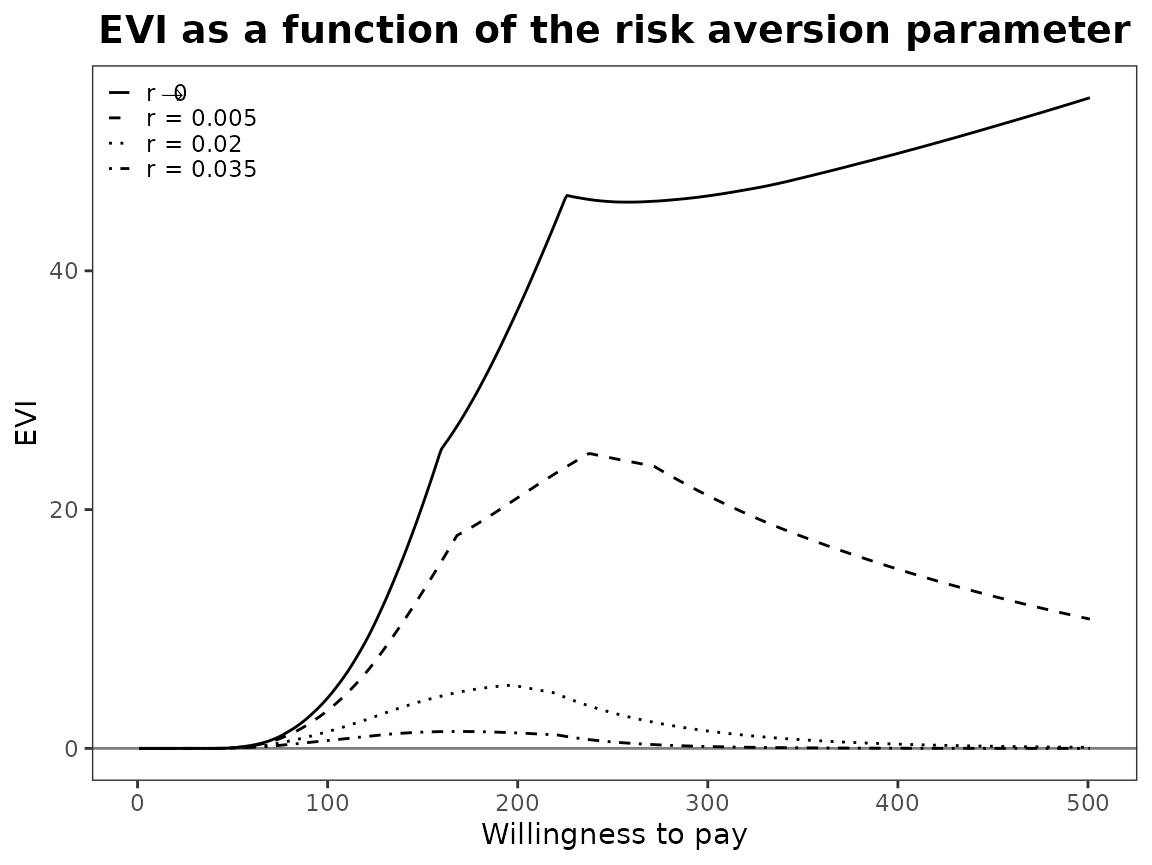 EVI as a function of the risk aversion parameter
r →0
r = 0.005
r = 0.02
r = 0.035
40
20
0
EVI
0 100 200 300 400 500
Willingness to pay